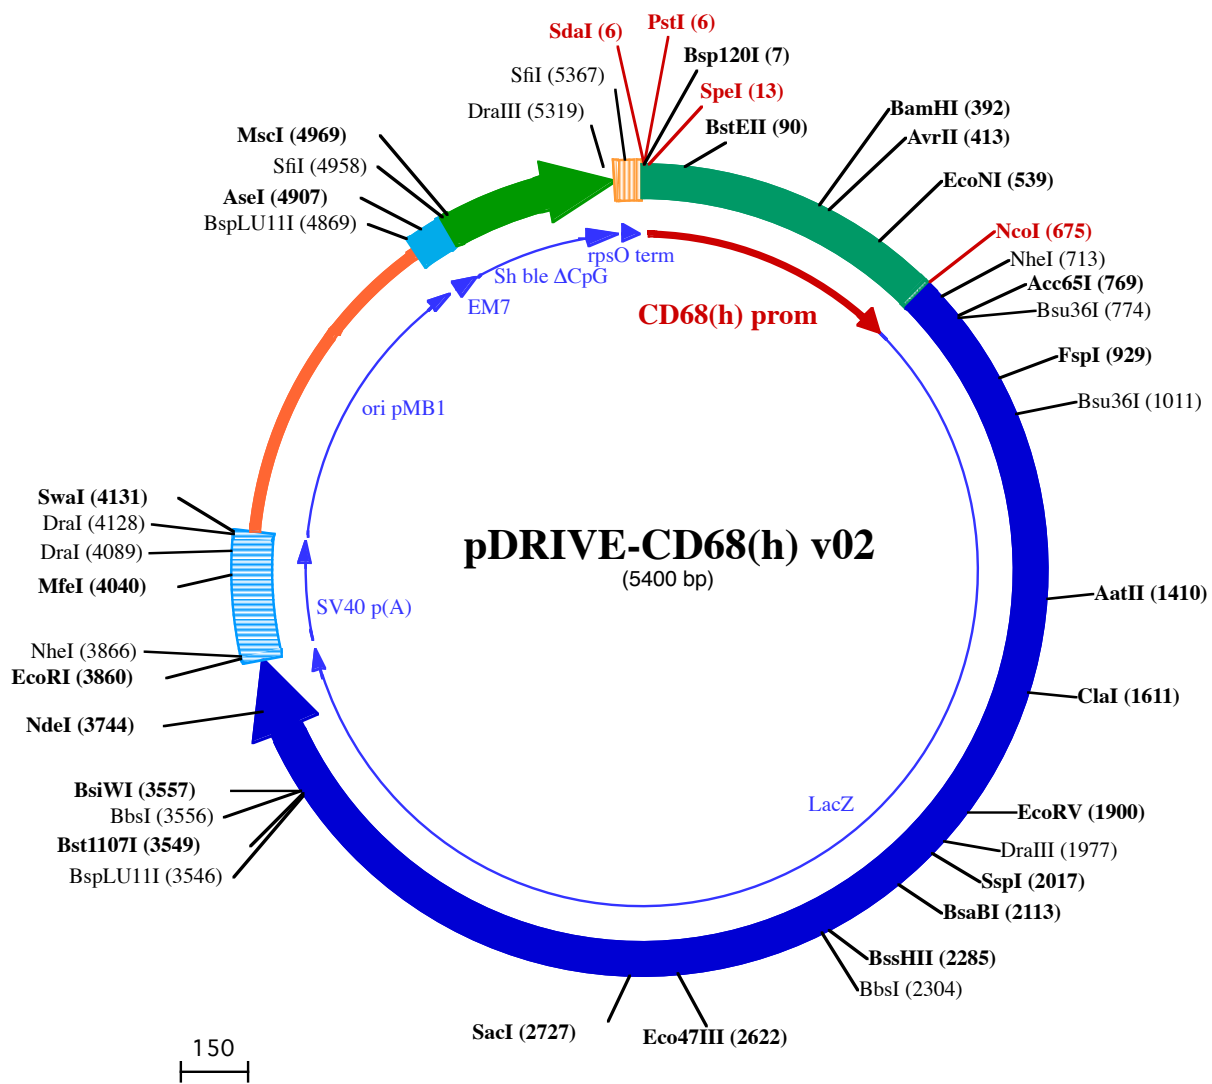 SdaI (6)
PstI (6)
Bsp120I (7)
SpeI (13)
BstEII (90)
SfiI (5367)
DraIII (5319)
MscI (4969)
SfiI (4958)
AseI (4907)
BspLU11I (4869)
BamHI (392)
AvrII (413)
EcoNI (539)
NcoI (675)
NheI (713)
Acc65I (769)
Bsu36I (774)
FspI (929)
Bsu36I (1011)
rpsO term
Sh ble ΔCpG
EM7
CD68(h) prom
ori pMB1
SwaI (4131)
DraI (4128)
DraI (4089)
MfeI (4040)
pDRIVE-CD68(h) v02
(5400 bp)
SV40 p(A)
AatII (1410)
NheI (3866)
EcoRI (3860)
NdeI (3744)
ClaI (1611)
BsiWI (3557)
BbsI (3556)
Bst1107I (3549)
BspLU11I (3546)
LacZ
EcoRV (1900)
DraIII (1977)
SspI (2017)
BsaBI (2113)
BssHII (2285)
BbsI (2304)
SacI (2727)
Eco47III (2622)
150